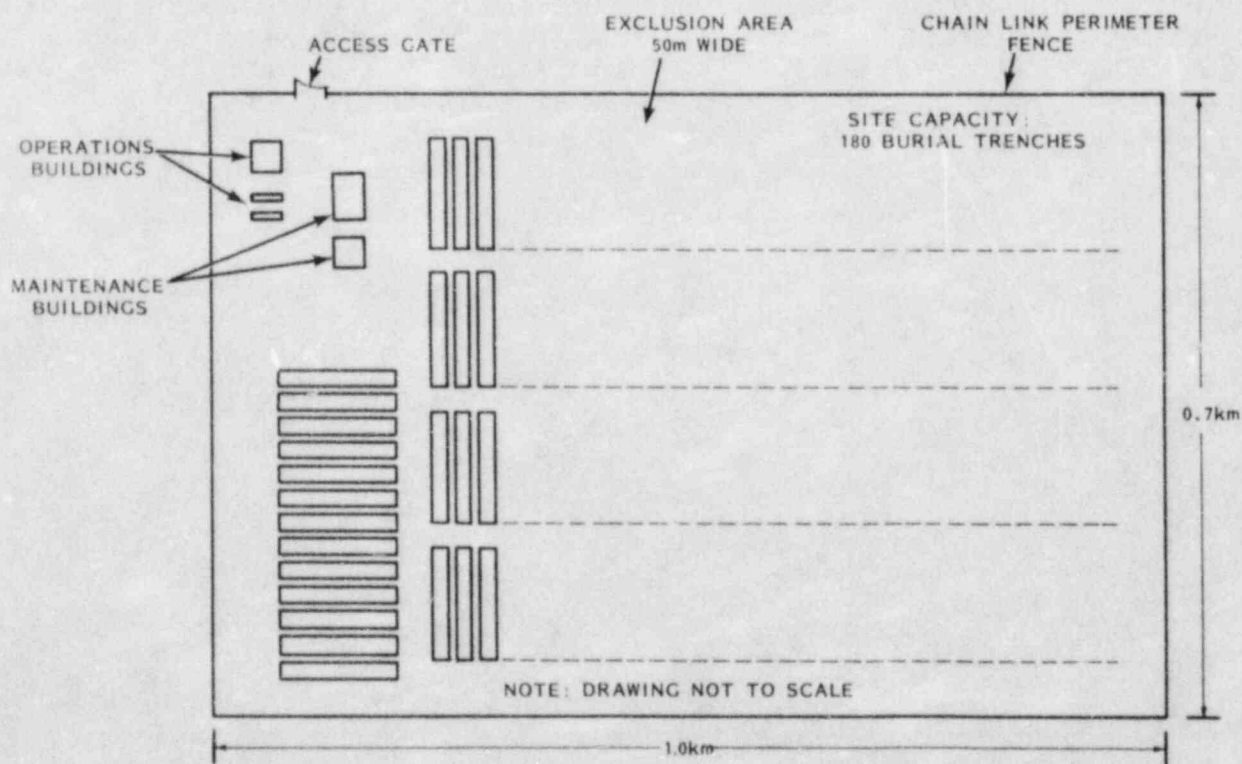 EXCLUSION AREA
50m WIDE
CHAIN LINK PERIMETER
FENCE
ACCESS GATE
SITE CAPACITY:
180 BURIAL TRENCHES
OPERATIONS
BUILDINGS
MAINTENANCE
BUILDINGS
0.7km
NOTE: DRAWING NOT TO SCALE
1.0km